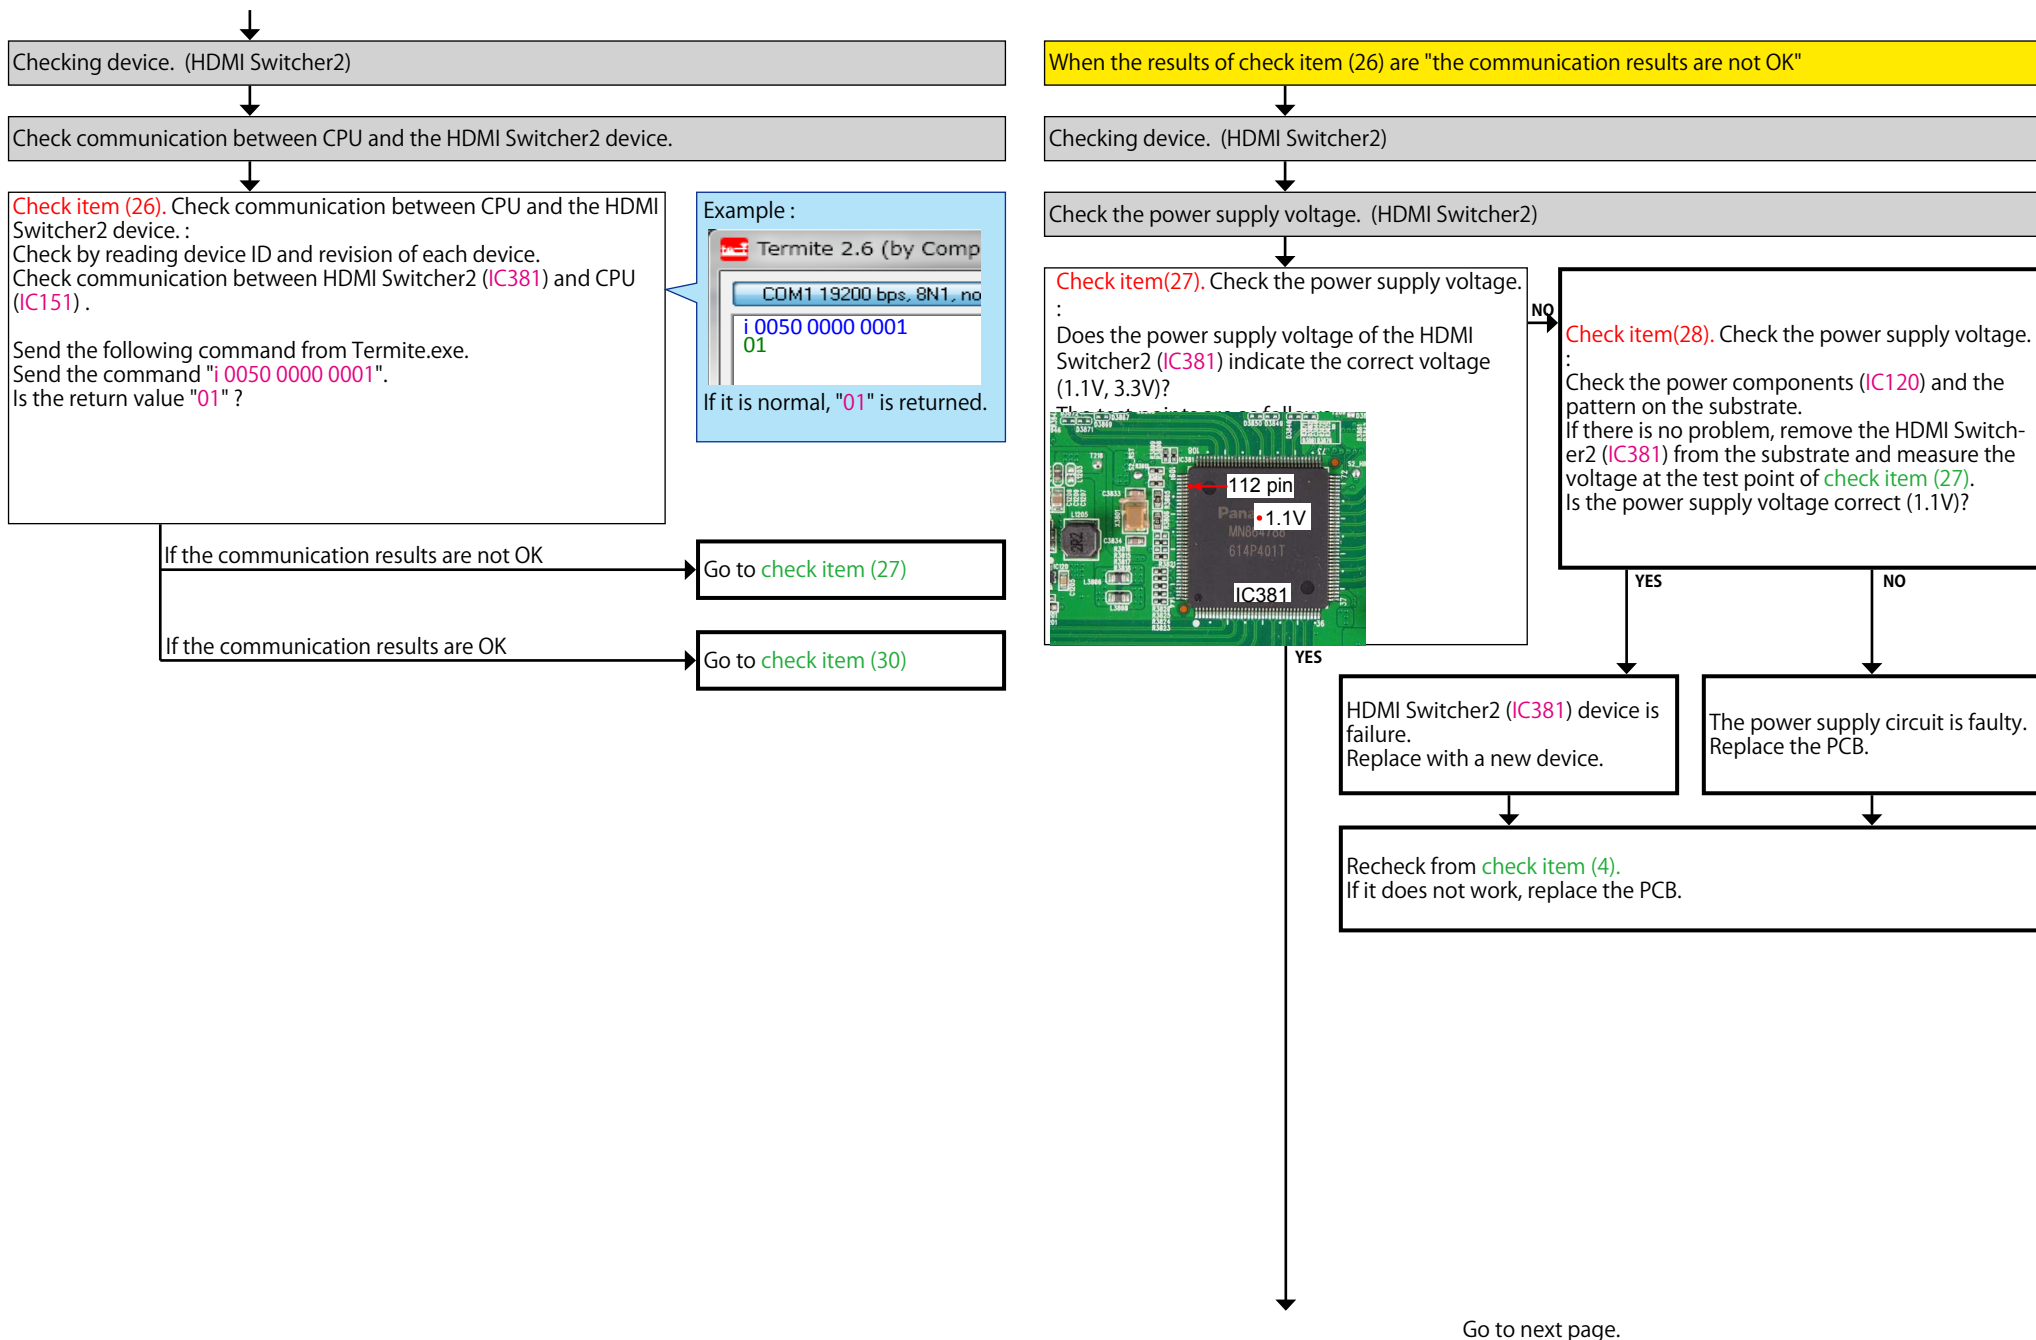 Checking device. (HDMI Switcher2)
Check communication between CPU and the HDMI Switcher2 device.
Check item (26). Check communication between CPU and the HDMI
Switcher2 device. :
Check by reading device ID and revision of each device.
Check communication between HDMI Switcher2 (IC381) and CPU
(IC151) .
Send the following command from Termite.exe.
Send the command "i 0050 0000 0001".
Is the return value "01" ?
Example :
Termite 2.6 (by Comp
COM1 19200 bps, 8N1, no
i 0050 0000 0001
01
If it is normal, "01" is returned.
If the communication results are not OK
Go to check item (27)
If the communication results are OK
Go to check item (30)
When the results of check item (26) are "the communication results are not OK"
Checking device. (HDMI Switcher2)
Check the power supply voltage. (HDMI Switcher2)
Check item(27). Check the power supply voltage.
:
Does the power supply voltage of the HDMI
Switcher2 (IC381) indicate the correct voltage
(1.1V, 3.3V)?
The test points are as follow
112 pin
1.1V
614P401T
IC381
NO
Check item(28). Check the power supply voltage.
:
Check the power components (IC120) and the
pattern on the substrate.
If there is no problem, remove the HDMI Switch-
er2 (IC381) from the substrate and measure the
voltage at the test point of check item (27).
Is the power supply voltage correct (1.1V)?
YES
NO
YES
HDMI Switcher2 (IC381) device is
failure.
Replace with a new device.
The power supply circuit is faulty.
Replace the PCB.
Recheck from check item (4).
If it does not work, replace the PCB.
Go to next page.